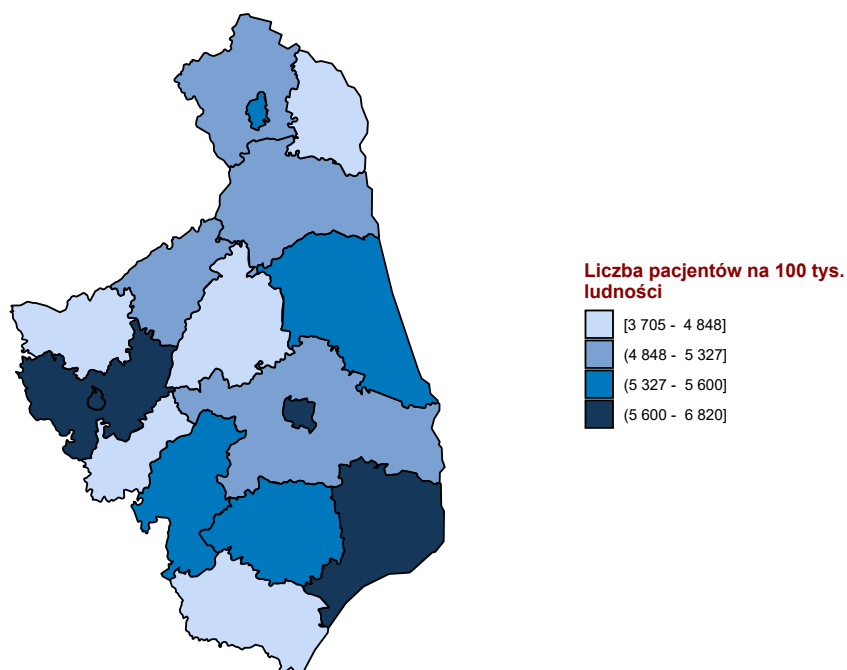 Liczba pacjentów na 100 tys.
ludności
[3 705 - 4 848]
(4 848 - 5 327]
(5 327 - 5 600]
(5 600 - 6 820]